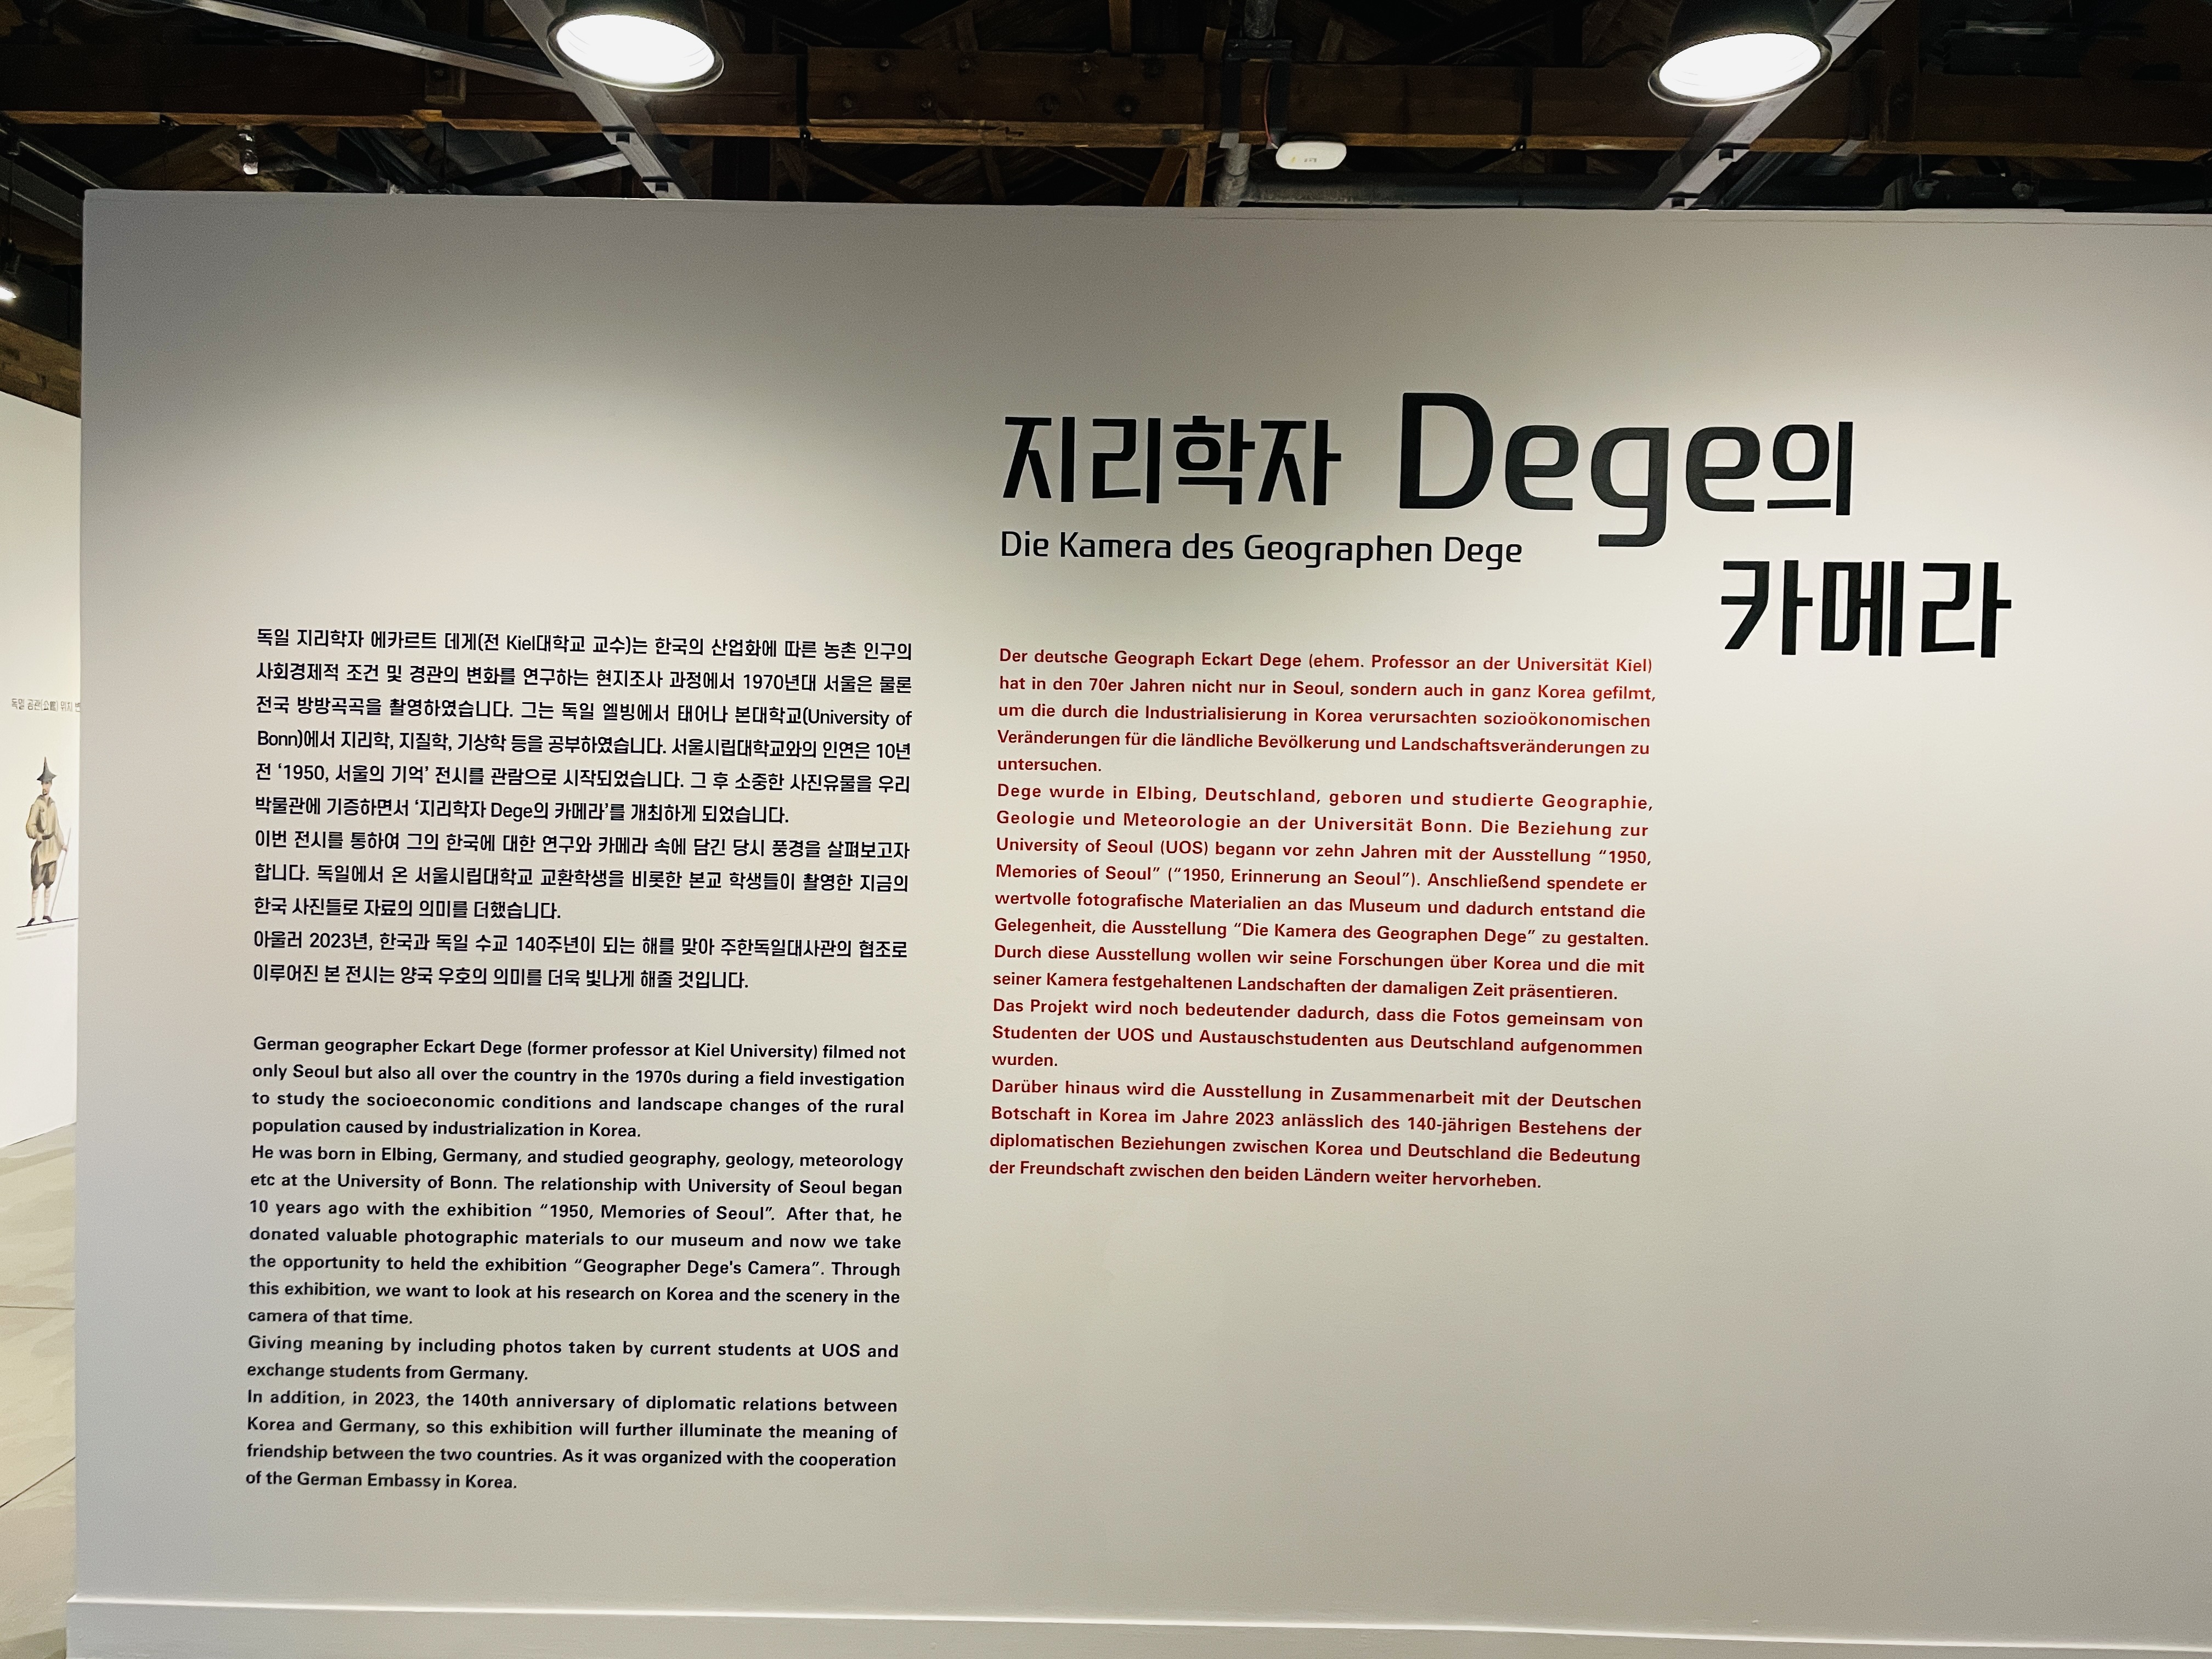 지리학자 Dege의
카메라
Die Kamera des Geographen Dege
독일 지리학자 에카르트 데게(전 Kiel대학교 교수)는 한국의 산업화에 따른 농촌 인구의
사회경제적 조건 및 경관의 변화를 연구하는 현지조사 과정에서 1970년대 서울은 물론
전국 방방곡곡을 촬영하였습니다. 그는 독일 엘빙에서 태어나 본대학교(University of
Bonn)에서 지리학, 지질학, 기상학 등을 공부하였습니다. 서울시립대학교와의 인연은 10년
전 ‘1950, 서울의 기억’ 전시를 관람으로 시작되었습니다. 그 후 소중한 사진유물을 우리
박물관에 기증하면서 ‘지리학자 Dege의 카메라’를 개최하게 되었습니다.
이번 전시를 통하여 그의 한국에 대한 연구와 카메라 속에 담긴 당시 풍경을 살펴보고자
합니다. 독일에서 온 서울시립대학교 교환학생을 비롯한 본교 학생들이 촬영한 지금의
한국 사진들로 자료의 의미를 더했습니다.
아울러 2023년, 한국과 독일 수교 140주년이 되는 해를 맞아 주한독일대사관의 협조로
이루어진 본 전시는 양국 우호의 의미를 더욱 빛나게 해줄 것입니다.
German geographer Eckart Dege (former professor at Kiel University) filmed not
only Seoul but also all over the country in the 1970s during a field investigation
to study the socioeconomic conditions and landscape changes of the rural
population caused by industrialization in Korea.
He was born in Elbing, Germany, and studied geography, geology, meteorology
etc at the University of Bonn. The relationship with University of Seoul began
10 years ago with the exhibition “1950, Memories of Seoul”. After that, he
donated valuable photographic materials to our museum and now we take
the opportunity to held the exhibition “Geographer Dege's Camera”. Through
this exhibition, we want to look at his research on Korea and the scenery in the
camera of that time.
Giving meaning by including photos taken by current students at UOS and
exchange students from Germany.
In addition, in 2023, the 140th anniversary of diplomatic relations between
Korea and Germany, so this exhibition will further illuminate the meaning of
friendship between the two countries. As it was organized with the cooperation
of the German Embassy in Korea.
Der deutsche Geograph Eckart Dege (ehem. Professor an der Universität Kiel)
hat in den 70er Jahren nicht nur in Seoul, sondern auch in ganz Korea gefilmt,
um die durch die Industrialisierung in Korea verursachten sozioökonomischen
Veränderungen für die ländliche Bevölkerung und Landschaftsveränderungen zu
untersuchen.
Dege wurde in Elbing, Deutschland, geboren und studierte Geographie,
Geologie und Meteorologie an der Universität Bonn. Die Beziehung zur
University of Seoul (UOS) begann vor zehn Jahren mit der Ausstellung “1950,
Memories of Seoul” (“1950, Erinnerung an Seoul”). Anschließend spendete er
wertvolle fotografische Materialien an das Museum und dadurch entstand die
Gelegenheit, die Ausstellung “Die Kamera des Geographen Dege” zu gestalten.
Durch diese Ausstellung wollen wir seine Forschungen über Korea und die mit
seiner Kamera festgehaltenen Landschaften der damaligen Zeit präsentieren.
Das Projekt wird noch bedeutender dadurch, dass die Fotos gemeinsam von
Studenten der UOS und Austauschstudenten aus Deutschland aufgenommen
wurden.
Darüber hinaus wird die Ausstellung in Zusammenarbeit mit der Deutschen
Botschaft in Korea im Jahre 2023 anlässlich des 140-jährigen Bestehens der
diplomatischen Beziehungen zwischen Korea und Deutschland die Bedeutung
der Freundschaft zwischen den beiden Ländern weiter hervorheben.
독일 공관(公館) 위치